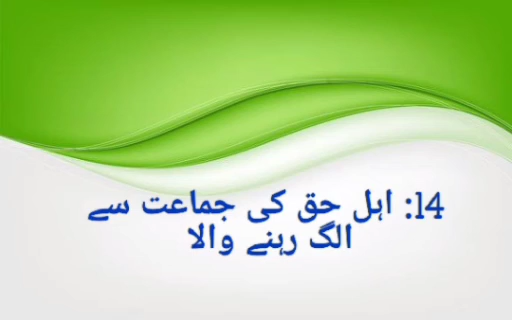 14: اہل حق کی جماعت سے
الگ رہنے والا